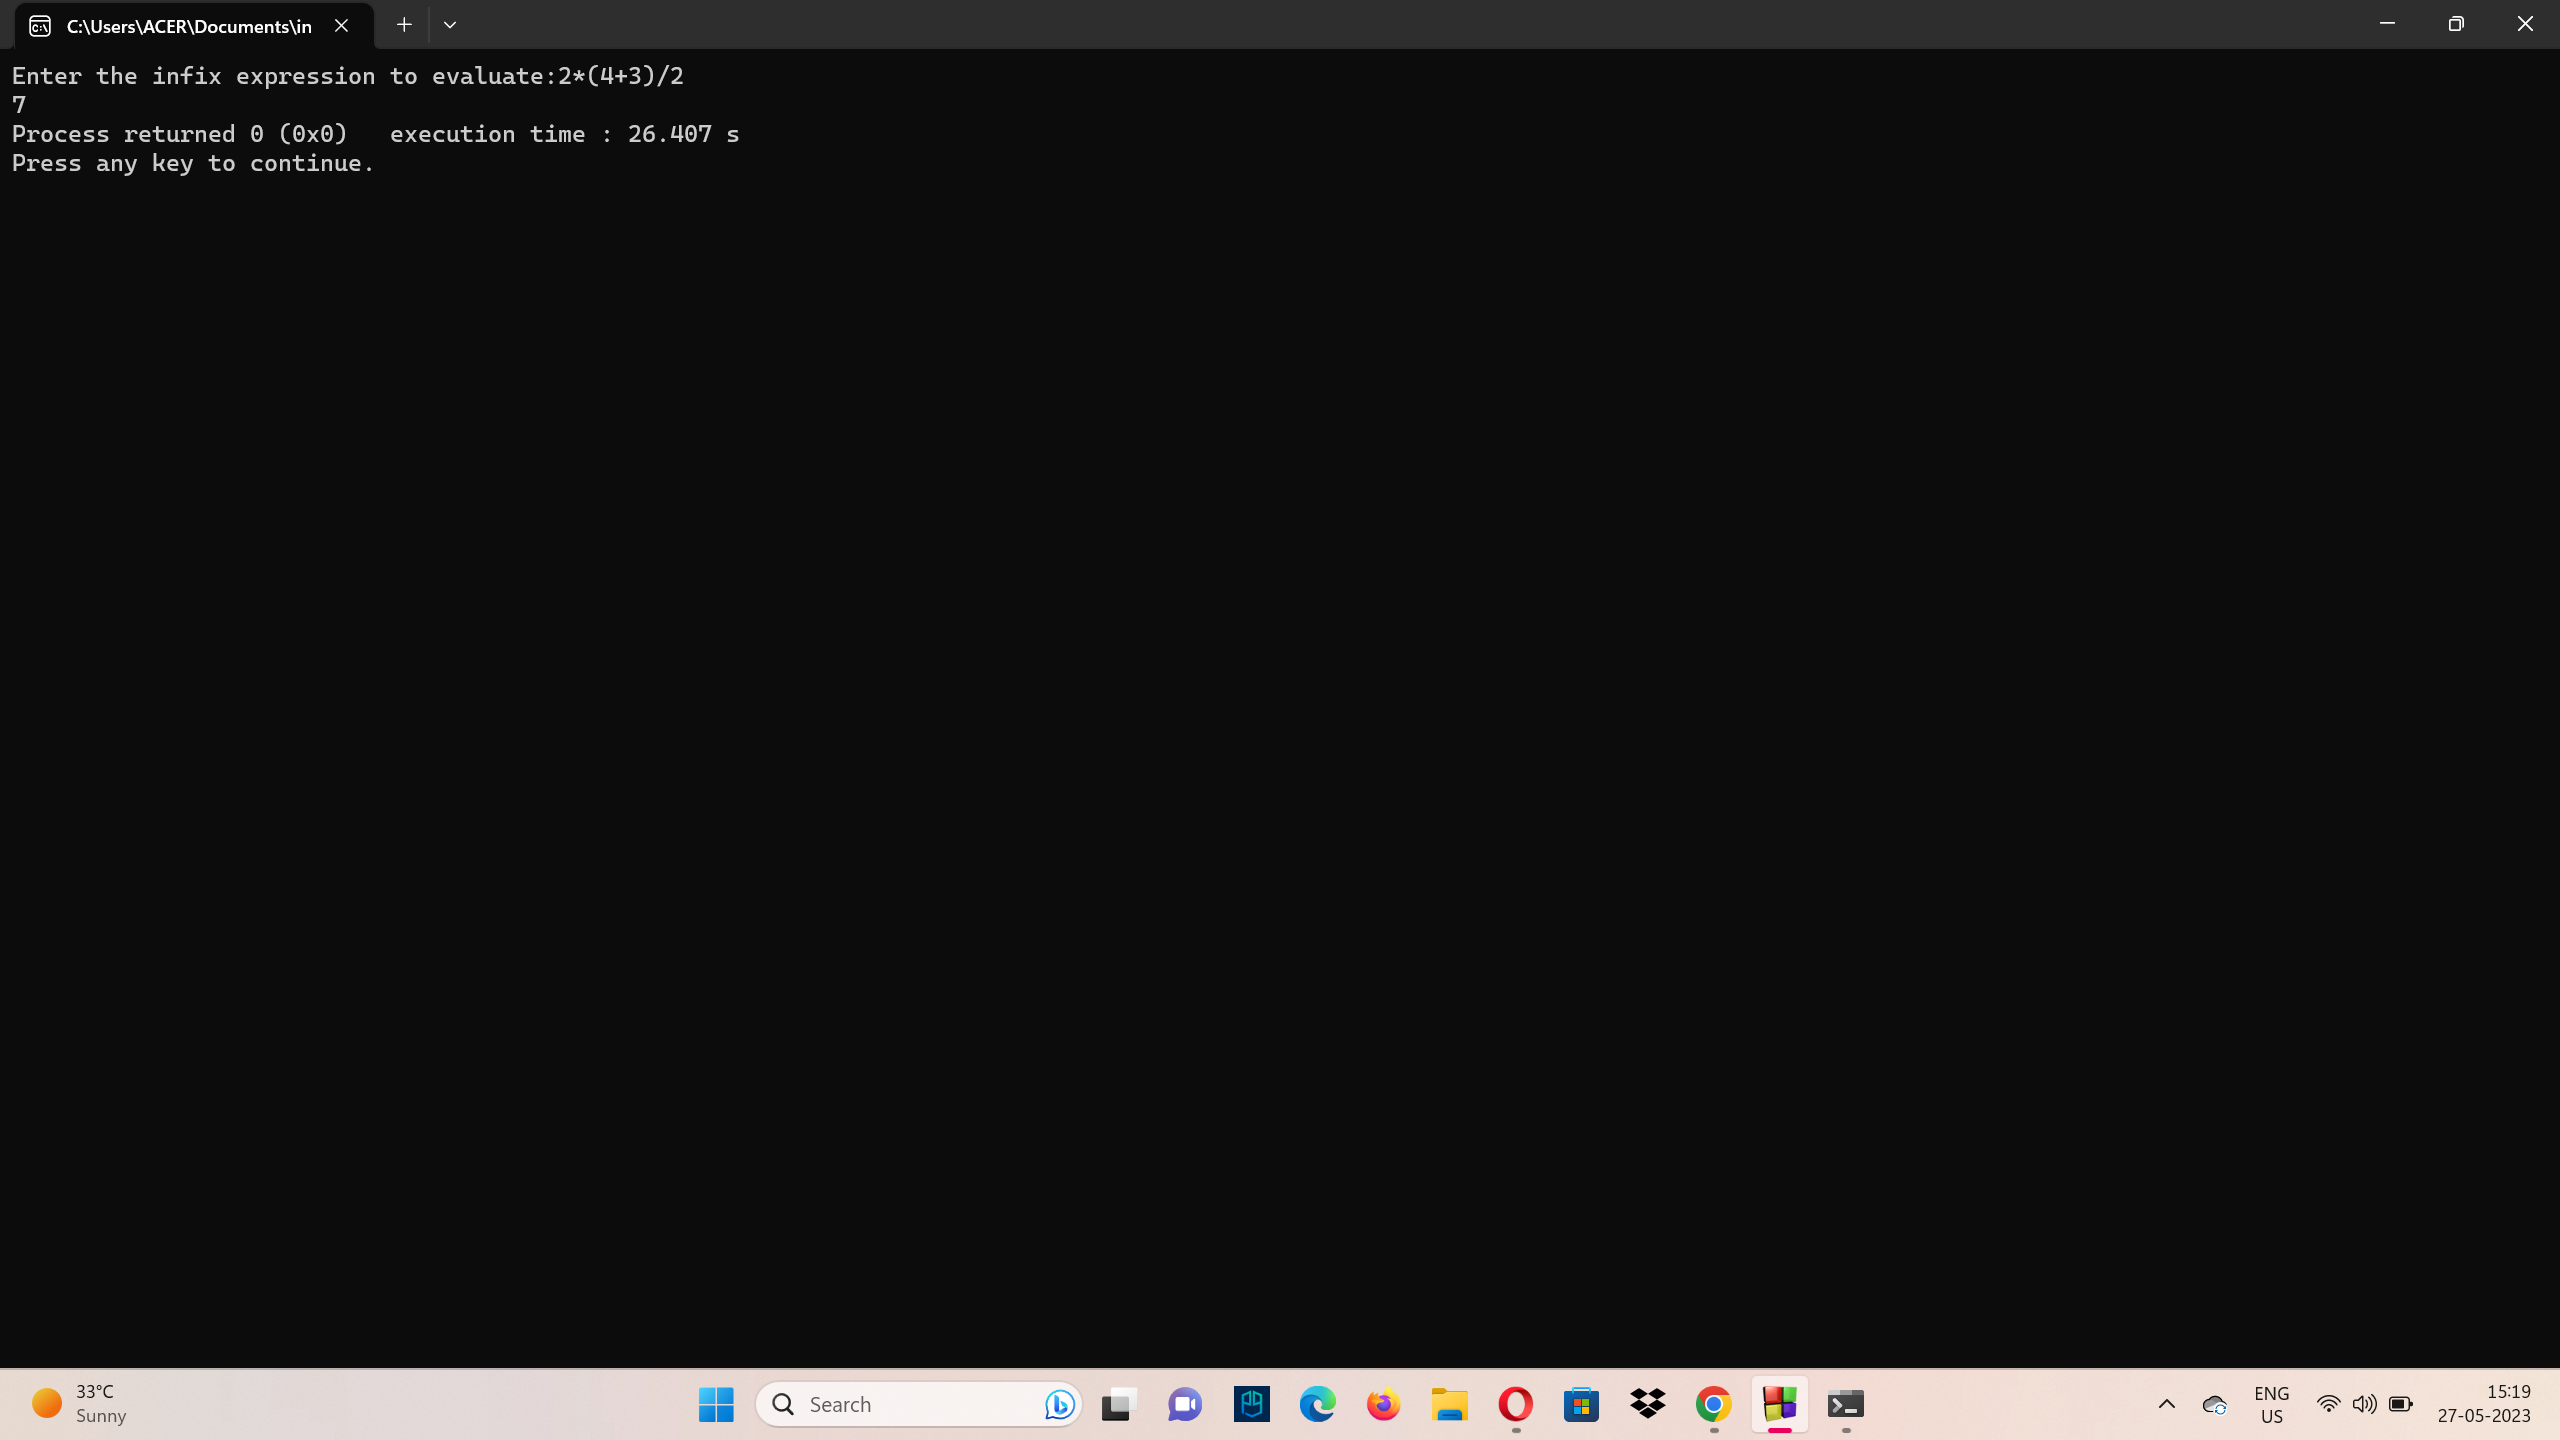 C:\Users\ACER\Documents\in
Enter the infix expression to evaluate:2*(4+3)/2
7
Process returned 0 (0x0)   execution time : 26.407 s
Press any key to continue.
33°C
Sunny
Search
ENG
US
15:19
27-05-2023